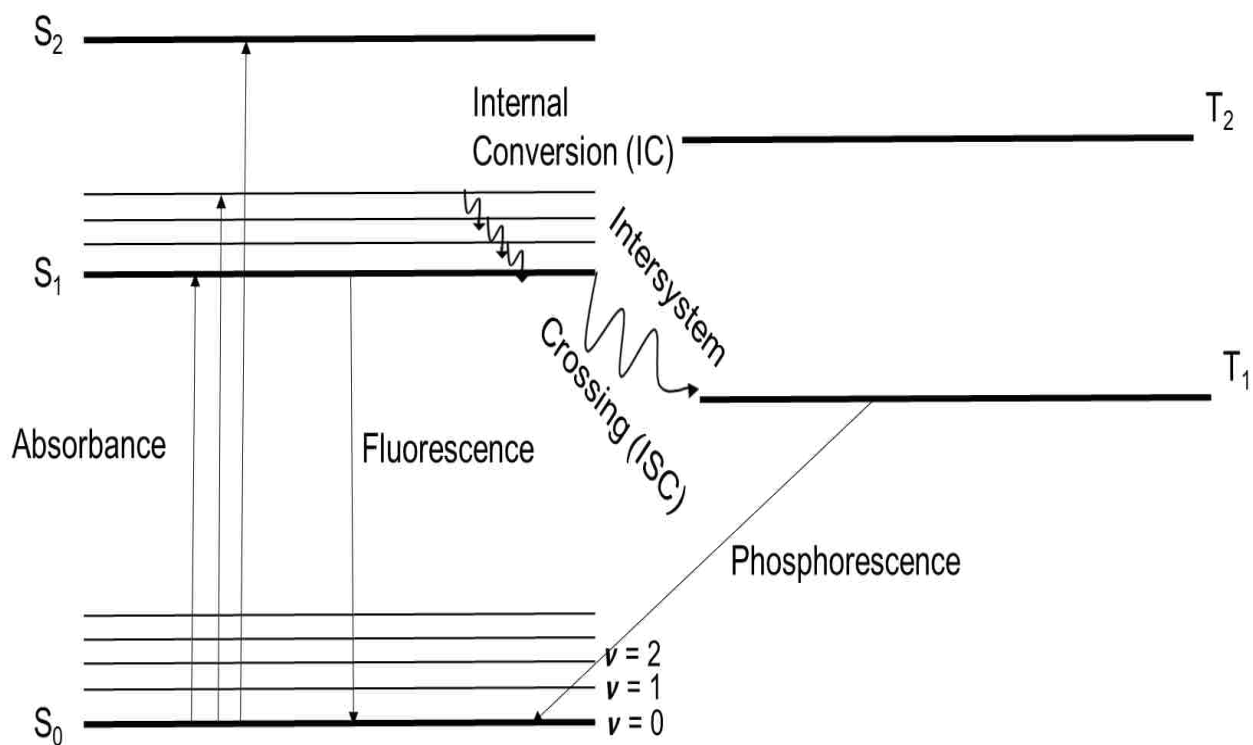 S₂
Internal
Conversion (IC)
T₂
S₁
Intersystem
Crossing (ISC)
T₁
Absorbance
Fluorescence
Phosphorescence
ν = 2
ν = 1
S₀
ν = 0